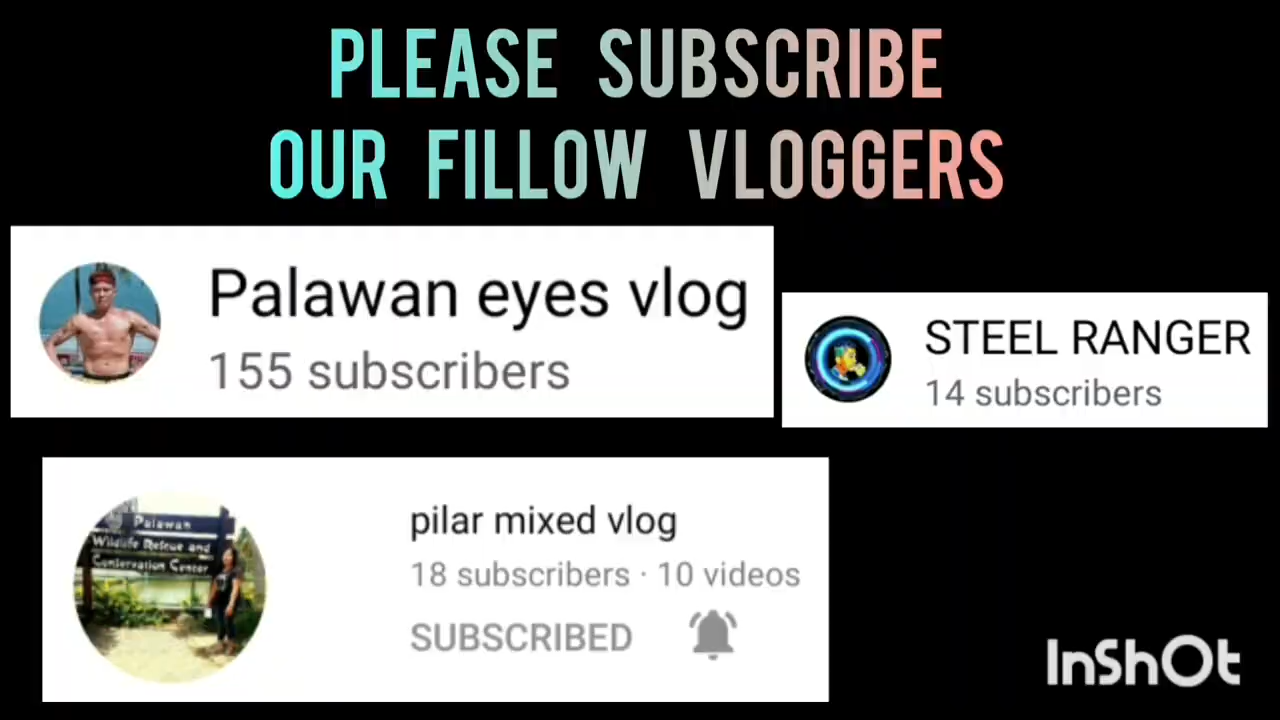 PLEASE SUBSCRIBE
OUR FILLOW VLOGGERS
Palawan eyes vlog
155 subscribers
STEEL RANGER
14 subscribers
Palawan
Wildlife Rescue and
Conservation Center
pilar mixed vlog
18 subscribers · 10 videos
SUBSCRIBED
InShOt